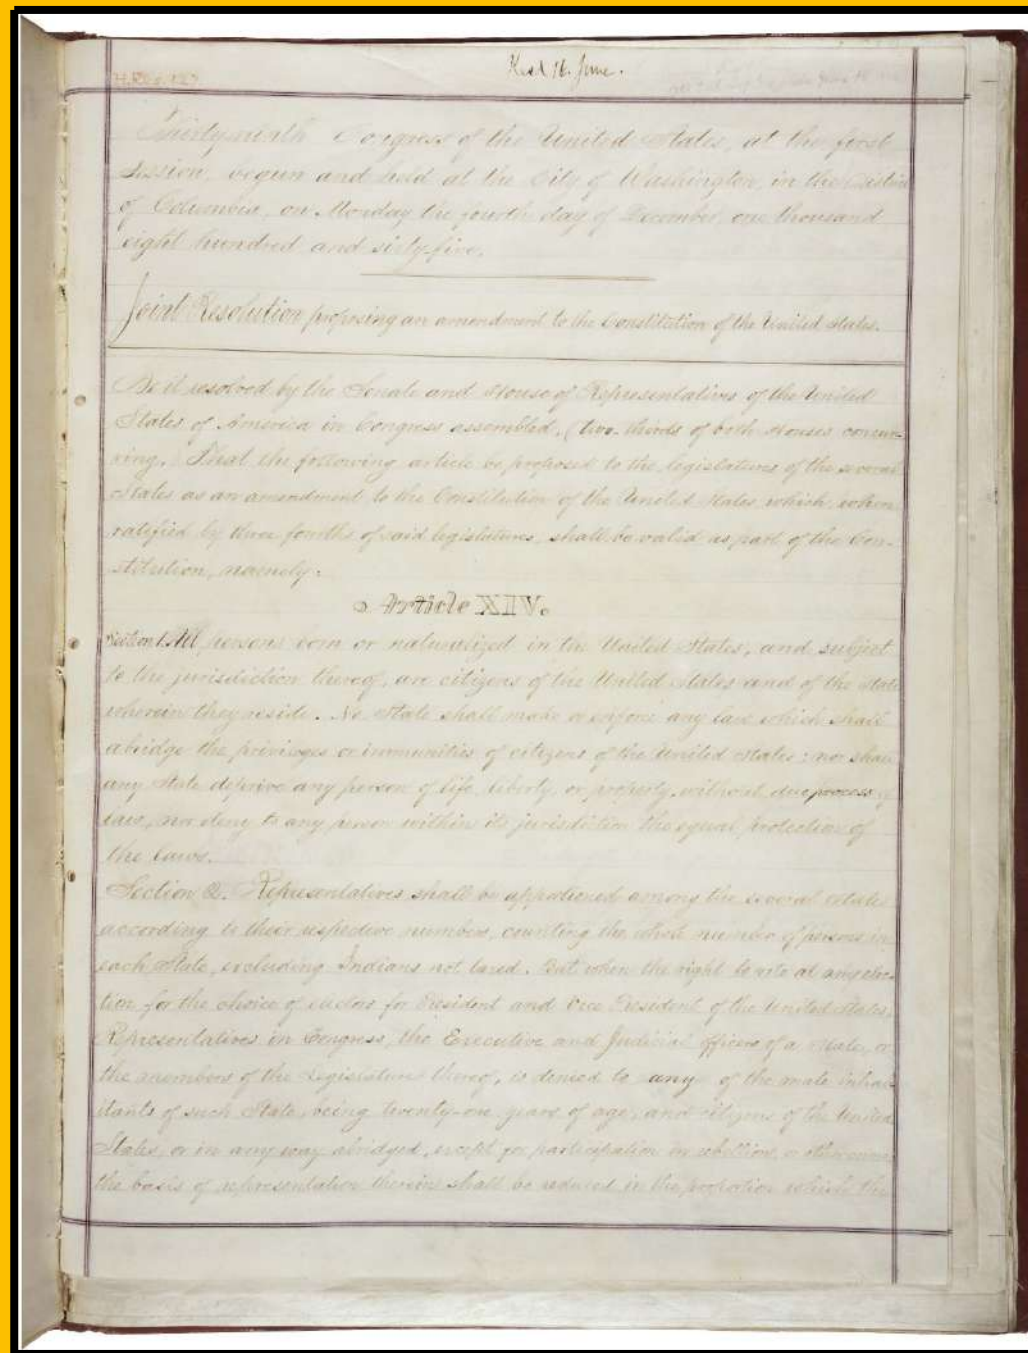 H.Res. 127.
Rec'd 16. June.
Thirty-ninth Congress of the United States, at the first
Session, begun and held at the City of Washington, in the District
of Columbia, on Monday the fourth day of December, one thousand
eight hundred and sixty-five.
Joint Resolution proposing an amendment to the Constitution of the United States.
Be it resolved by the Senate and House of Representatives of the United
States of America in Congress assembled, (two thirds of both Houses concur-
ring,) That the following article be proposed to the legislatures of the several
States as an amendment to the Constitution of the United States, which, when
ratified by three fourths of said legislatures, shall be valid as part of the Con-
stitution, namely:
Article XIV.
Section 1. All persons born or naturalized in the United States, and subject
to the jurisdiction thereof, are citizens of the United States and of the State
wherein they reside. No State shall make or enforce any law which shall
abridge the privileges or immunities of citizens of the United States; nor shall
any State deprive any person of life, liberty, or property, without due process of
law, nor deny to any person within its jurisdiction the equal protection of
the laws.
Section 2. Representatives shall be apportioned among the several States
according to their respective numbers, counting the whole number of persons in
each State, excluding Indians not taxed. But when the right to vote at any elec-
tion for the choice of electors for President and Vice President of the United States,
Representatives in Congress, the Executive and Judicial officers of a State, or
the members of the Legislature thereof, is denied to any of the male inhab-
itants of such State, being twenty-one years of age, and citizens of the United
States, or in any way abridged, except for participation in rebellion, or other crime,
the basis of representation therein shall be reduced in the proportion which the